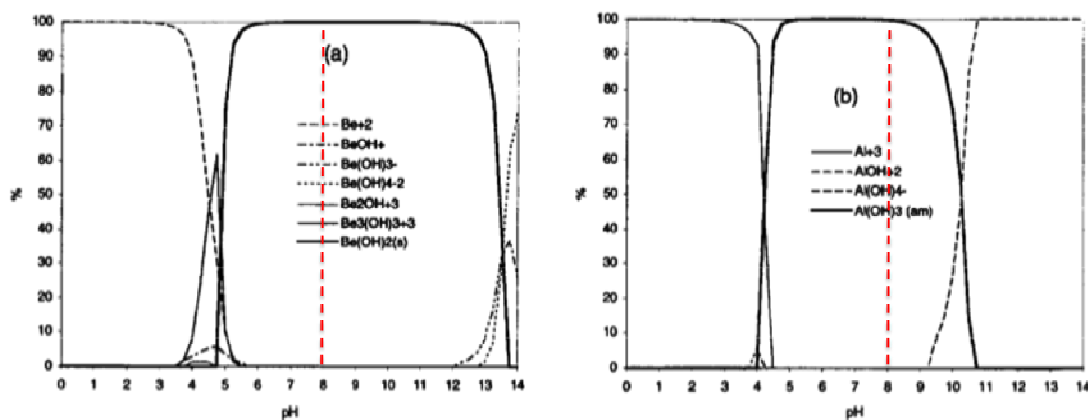 100
90
80
70
60
50
40
30
20
10
0
%
(a)
Be+2
BeOH+
Be(OH)3-
Be(OH)4-2
Be2OH+3
Be3(OH)3+3
Be(OH)2(s)
0 1 2 3 4 5 6 7 8 9 10 11 12 13 14
pH
100
90
80
70
60
50
40
30
20
10
0
%
(b)
Al+3
AlOH+2
Al(OH)4-
Al(OH)3 (am)
0 1 2 3 4 5 6 7 8 9 10 11 12 13 14
pH